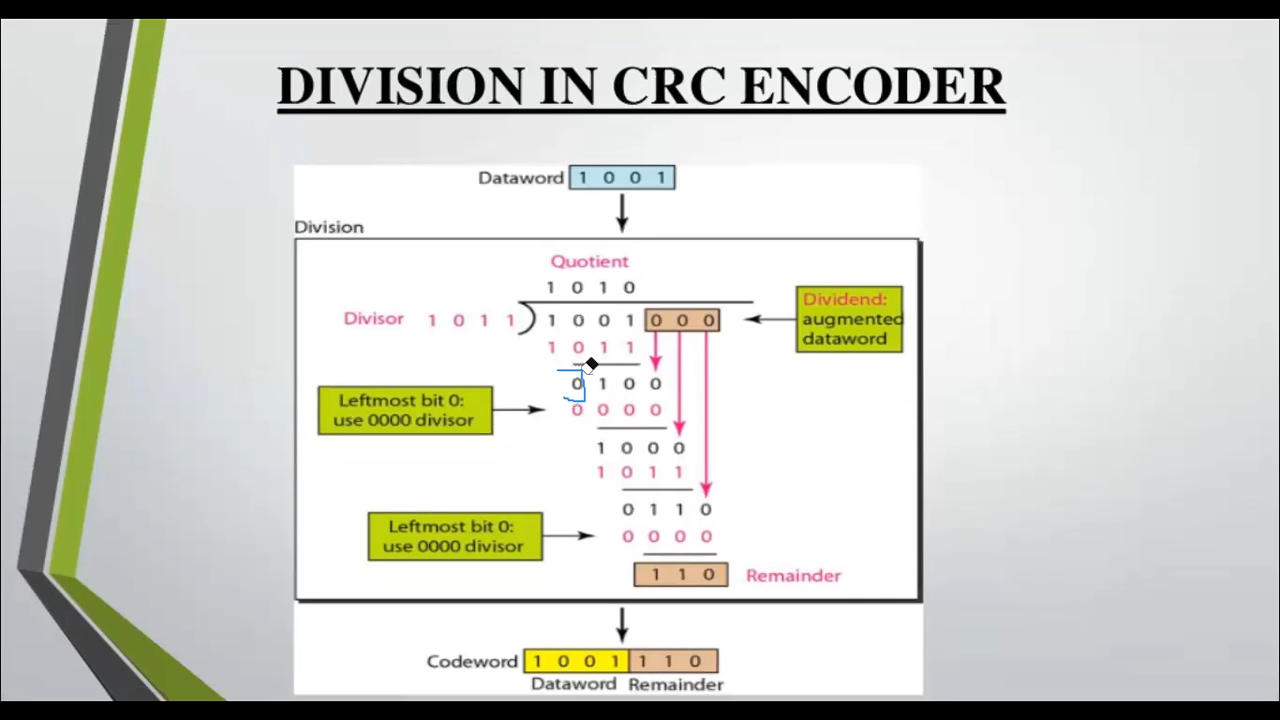 DIVISION IN CRC ENCODER
Dataword 1 0 0 1
Division
Quotient
1 0 1 0
Divisor 1 0 1 1 1 0 0 1 0 0 0
Dividend:
augmented
dataword
1 0 1 1
0 1 0 0
Leftmost bit 0:
use 0000 divisor
0 0 0 0
1 0 0 0
1 0 1 1
0 1 1 0
Leftmost bit 0:
use 0000 divisor
0 0 0 0
1 1 0 Remainder
Codeword 1 0 0 1 1 1 0
Dataword Remainder